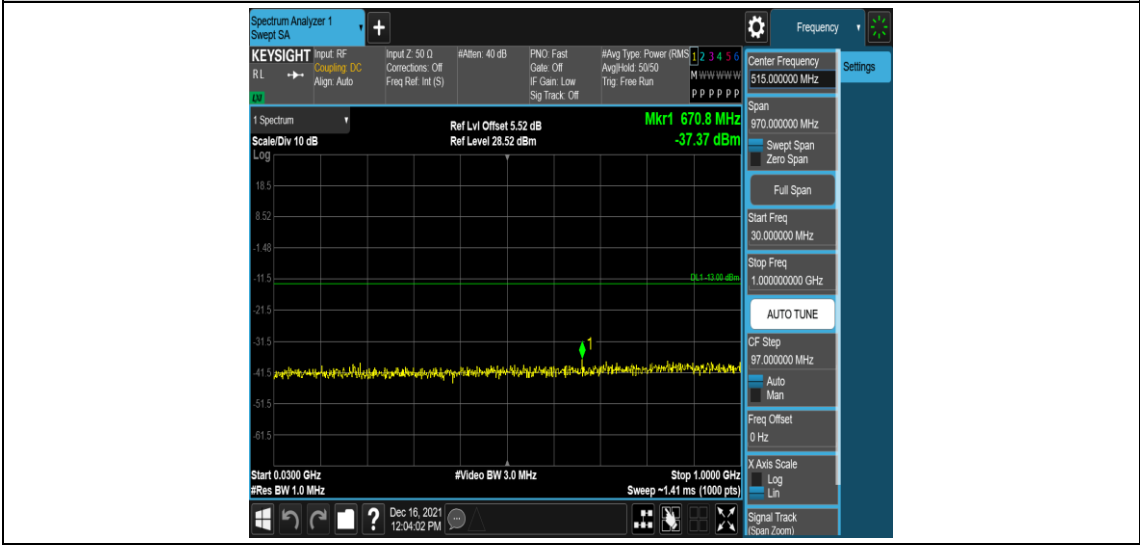 Spectrum Analyzer 1
Swept SA
Frequency
KEYSIGHT
RL
LM
Input: RF
Coupling: DC
Align: Auto
Input Z: 50 Ω
Corrections: Off
Freq Ref: Int (S)
#Atten: 40 dB
PNO: Fast
Gate: Off
IF Gain: Low
Sig Track: Off
#Avg Type: Power (RMS
Avg|Hold: 50/50
Trig: Free Run
1 2 3 4 5 6
M W W W W W
P P P P P P
1 Spectrum
Scale/Div 10 dB
Log
Ref Lvl Offset 5.52 dB
Ref Level 28.52 dBm
Mkr1 670.8 MHz
-37.37 dBm
18.5
8.52
-1.48
-11.5
-21.5
-31.5
-41.5
-51.5
-61.5
DL1 -13.00 dBm
1
Start 0.0300 GHz
#Res BW 1.0 MHz
#Video BW 3.0 MHz
Stop 1.0000 GHz
Sweep ~1.41 ms (1000 pts)
Dec 16, 2021
12:04:02 PM
Center Frequency
515.000000 MHz
Settings
Span
970.000000 MHz
Swept Span
Zero Span
Full Span
Start Freq
30.000000 MHz
Stop Freq
1.000000000 GHz
AUTO TUNE
CF Step
97.000000 MHz
Auto
Man
Freq Offset
0 Hz
X Axis Scale
Log
Lin
Signal Track
(Span Zoom)